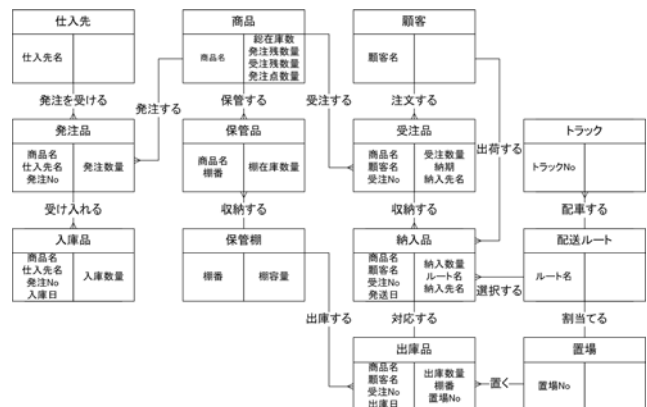 仕入先
仕入先名
商品
商品名
総在庫数
発注残数量
受注残数量
発注点数量
顧客
顧客名
発注を受ける
発注する
保管する
受注する
注文する
出荷する
発注品
商品名
仕入先名
発注No
発注数量
保管品
商品名
棚番
棚在庫数量
受注品
商品名
顧客名
受注No
受注数量
納期
納入先名
トラック
トラックNo
受け入れる
収納する
収納する
配車する
入庫品
商品名
仕入先名
発注No
入庫日
入庫数量
保管棚
棚番
棚容量
納入品
商品名
顧客名
受注No
発送日
納入数量
ルート名
納入先名
選択する
配送ルート
ルート名
出庫する
対応する
割当てる
出庫品
商品名
顧客名
受注No
出庫日
出庫数量
棚番
置場No
置く
置場
置場No